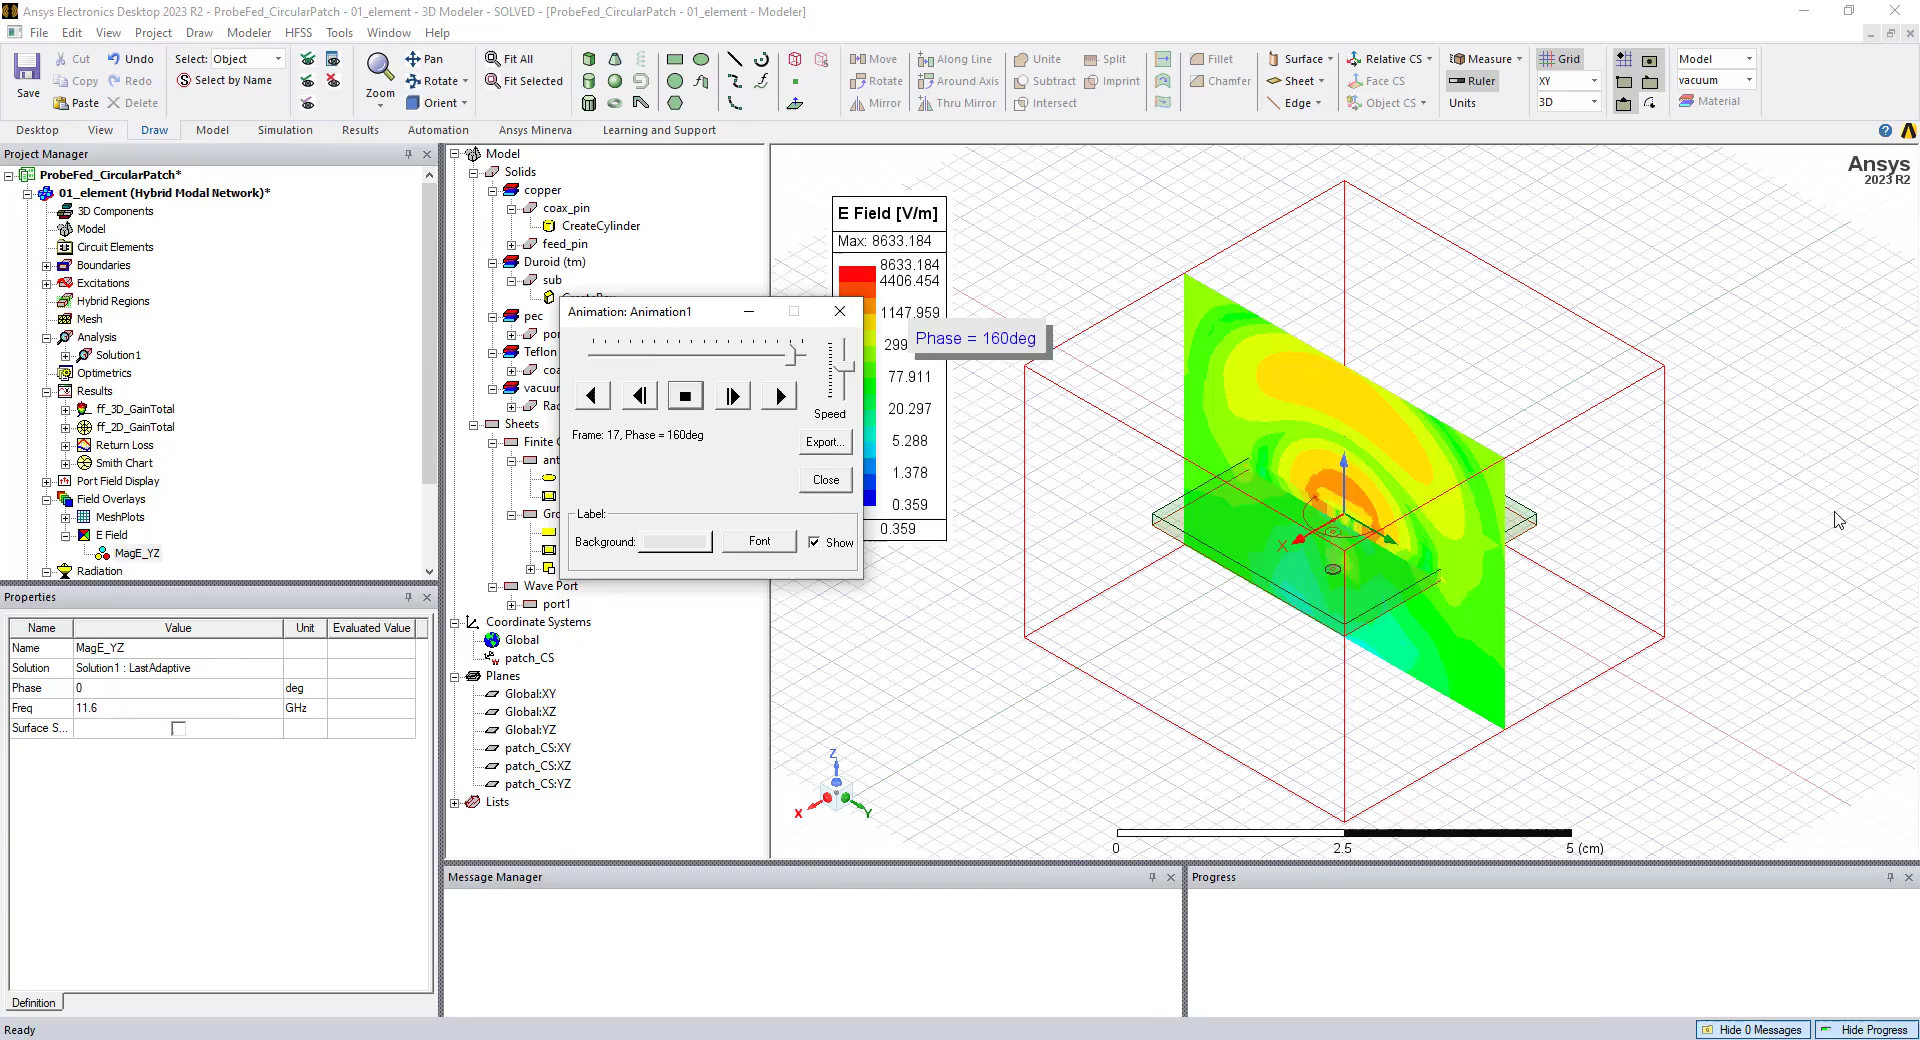 Ansys Electronics Desktop 2023 R2 - ProbeFed_CircularPatch - 01_element - 3D Modeler - SOLVED - [ProbeFed_CircularPatch - 01_element - Modeler]
File Edit View Project Draw Modeler HFSS Tools Window Help
Save
Cut
Copy
Paste
Undo
Redo
Delete
Select: Object
Select by Name
Zoom
Pan
Rotate
Orient
Fit All
Fit Selected
Move
Rotate
Mirror
Along Line
Around Axis
Thru Mirror
Unite
Subtract
Intersect
Split
Imprint
Fillet
Chamfer
Surface
Sheet
Edge
Relative CS
Face CS
Object CS
Measure
Ruler
Units
Grid
XY
3D
Model
vacuum
Material
Desktop View Draw Model Simulation Results Automation Ansys Minerva Learning and Support
Project Manager
ProbeFed_CircularPatch*
01_element (Hybrid Modal Network)*
3D Components
Model
Circuit Elements
Boundaries
Excitations
Hybrid Regions
Mesh
Analysis
Solution1
Optimetrics
Results
ff_3D_GainTotal
ff_2D_GainTotal
Return Loss
Smith Chart
Port Field Display
Field Overlays
MeshPlots
E Field
MagE_YZ
Radiation
Properties
Name Value Unit Evaluated Value
Name MagE_YZ
Solution Solution1 : LastAdaptive
Phase 0 deg
Freq 11.6 GHz
Surface S...
Definition
Model
Solids
copper
coax_pin
CreateCylinder
feed_pin
Duroid (tm)
sub
pec
Teflon
Sheets
Wave Port
port1
Coordinate Systems
Global
patch_CS
Planes
Global:XY
Global:XZ
Global:YZ
patch_CS:XY
patch_CS:XZ
patch_CS:YZ
Lists
Animation: Animation1
Speed
Frame: 17, Phase = 160deg
Export...
Close
Label:
Background:
Font
Show
E Field [V/m]
Max: 8633.184
8633.184
4406.454
1147.959
299
77.911
20.297
5.288
1.378
0.359
0.359
Phase = 160deg
Ansys
2023 R2
X
Z
X
Y
0 2.5 5 (cm)
Message Manager
Progress
Ready
Hide 0 Messages
Hide Progress